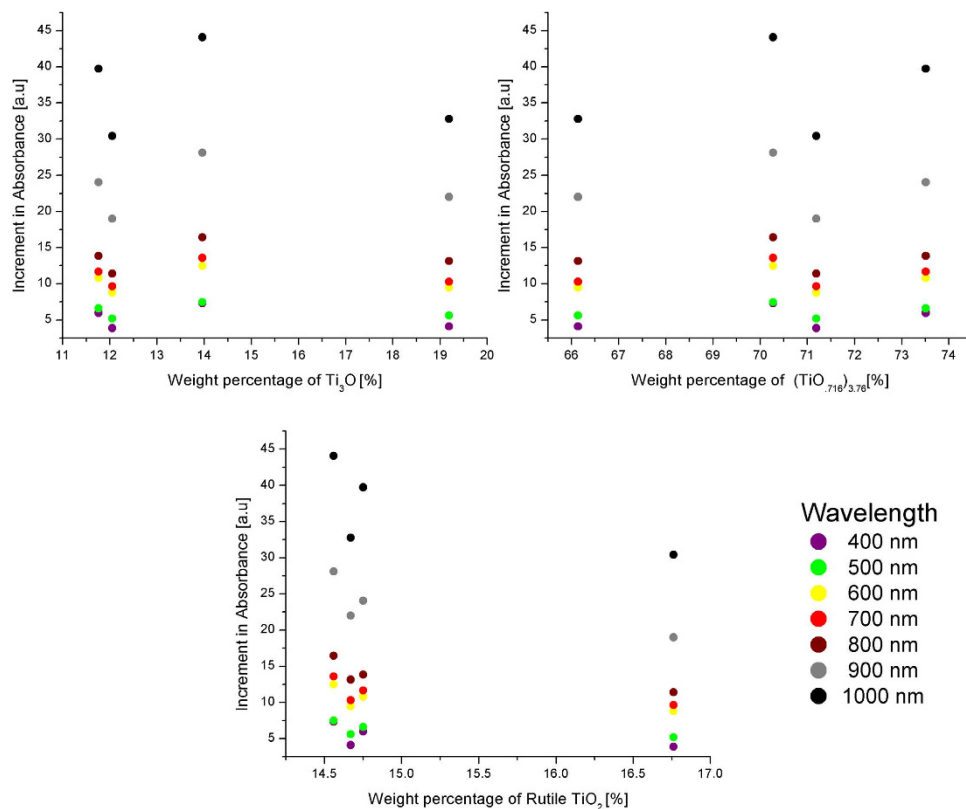 45
40
35
30
25
20
15
10
5
Increment in Absorbance [a.u]
11 12 13 14 15 16 17 18 19 20
Weight percentage of Ti₃O [%]
45
40
35
30
25
20
15
10
5
Increment in Absorbance [a.u]
66 67 68 69 70 71 72 73 74
Weight percentage of (TiO.₇₁₆)₃.₇₆[%]
45
40
35
30
25
20
15
10
5
Increment in Absorbance [a.u]
14.5 15.0 15.5 16.0 16.5 17.0
Weight percentage of Rutile TiO₂[%]
Wavelength
400 nm
500 nm
600 nm
700 nm
800 nm
900 nm
1000 nm